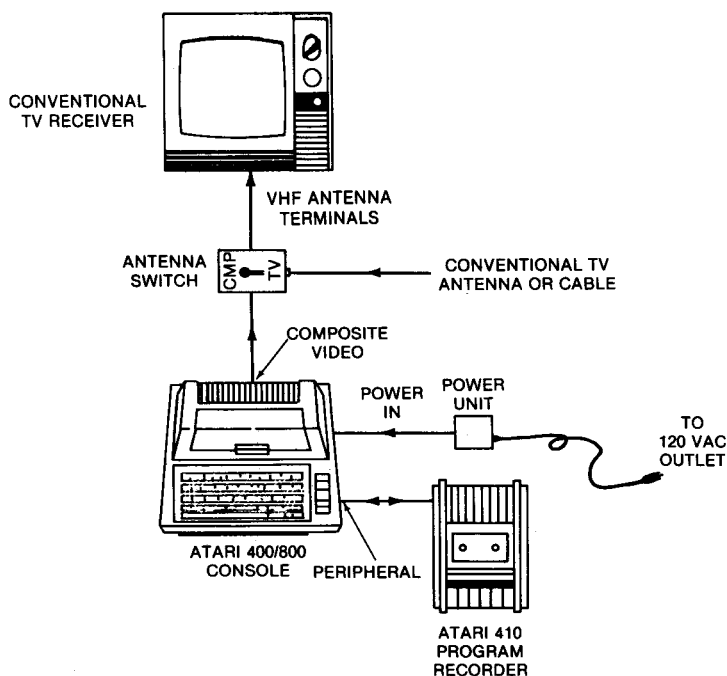 CONVENTIONAL
TV RECEIVER
VHF ANTENNA
TERMINALS
ANTENNA
SWITCH
CMP
TV
CONVENTIONAL TV
ANTENNA OR CABLE
COMPOSITE
VIDEO
POWER
IN
POWER
UNIT
TO
120 VAC
OUTLET
ATARI 400/800
CONSOLE
PERIPHERAL
ATARI 410
PROGRAM
RECORDER